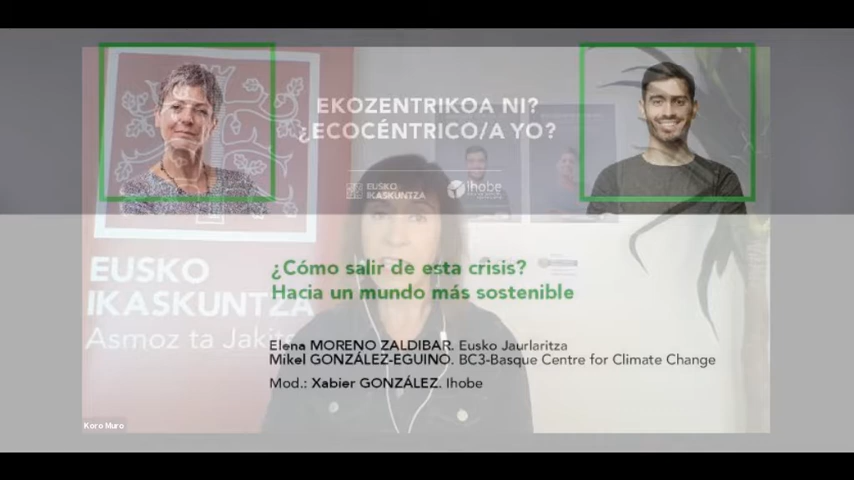 EKOZENTRIKOA NI?
¿ECOCÉNTRICO/A YO?
EUSKO
IKASKUNTZA
Ihobe
EUSKO
IKASKUNTZA
Asmoz ta Jakitez
¿Cómo salir de esta crisis?
Hacia un mundo más sostenible
Elena MORENO ZALDIBAR. Eusko Jaurlaritza
Mikel GONZÁLEZ-EGUINO. BC3-Basque Centre for Climate Change
Mod.: Xabier GONZÁLEZ. Ihobe
Koro Muro